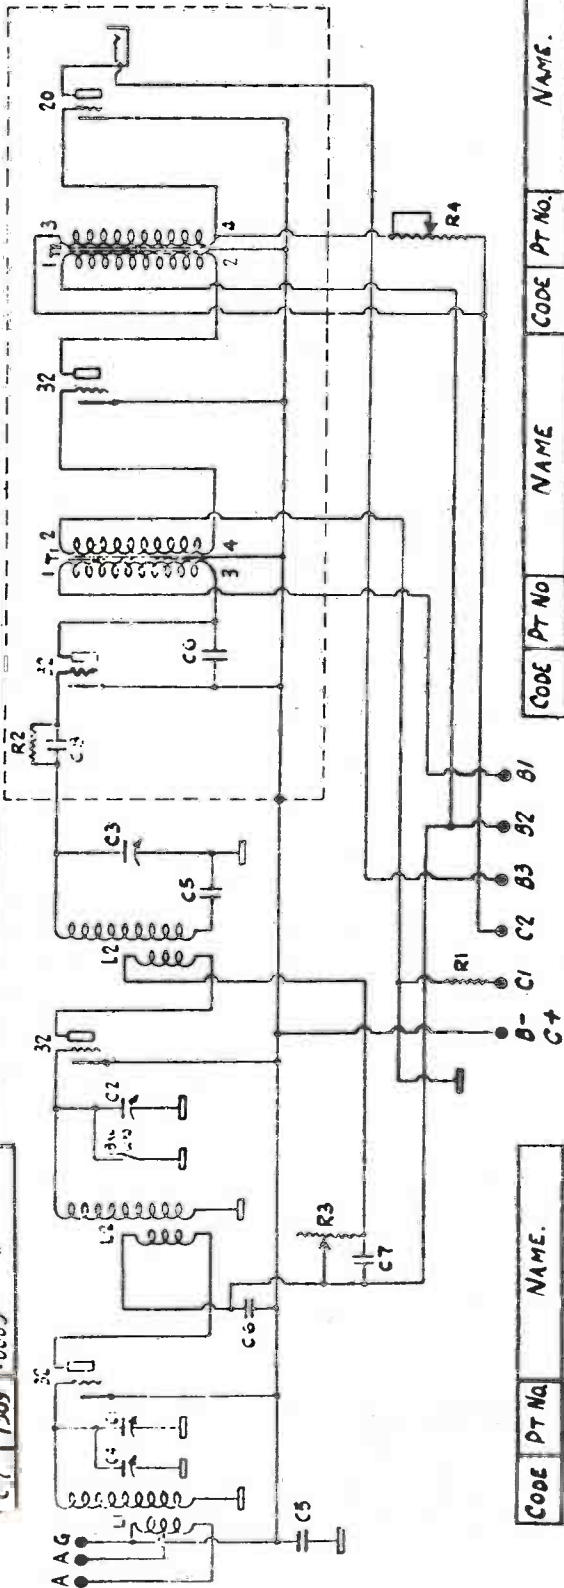 20
32
32
R2
1 T1 2
3
4
1
3
2
4
C3
C2
L2
C5
C6
R4
R3
C7
C6
A A G
C5
B-
C+
C1
R1
C2
B3
B2
B1
CODE PT NO. NAME.
CODE PT NO NAME
CODE PT NO. NAME.